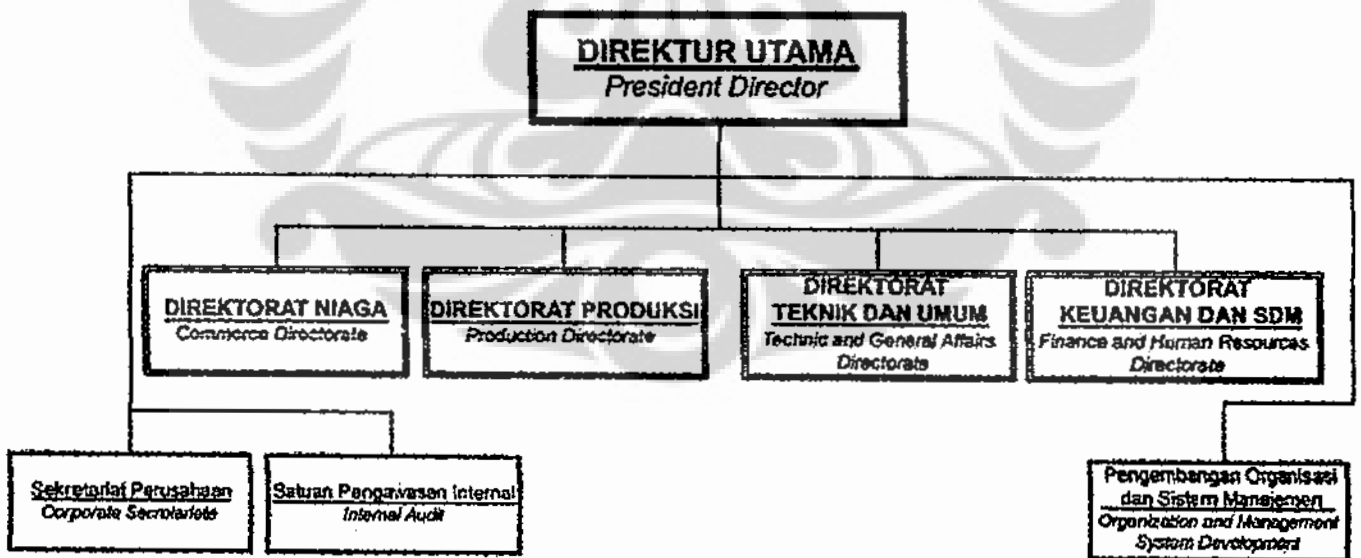 DIREKTUR UTAMA
President Director
DIREKTORAT NIAGA
Commerce Directorate
DIREKTORAT PRODUKSI
Production Directorate
DIREKTORAT
TEKNIK DAN UMUM
Technic and General Affairs
Directorate
DIREKTORAT
KEUANGAN DAN SDM
Finance and Human Resources
Directorate
Sekretariat Perusahaan
Corporate Secretariate
Satuan Pengawasan Internal
Internal Audit
Pengembangan Organisasi
dan Sistem Manajemen
Organization and Management
System Development